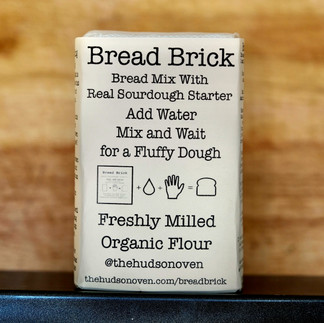 Bread Brick
Bread Mix With
Real Sourdough Starter
Add Water
Mix and Wait
for a Fluffy Dough
Bread Brick
+ + =
Freshly Milled
Organic Flour
@thehudsonoven
thehudsonoven.com/breadbrick